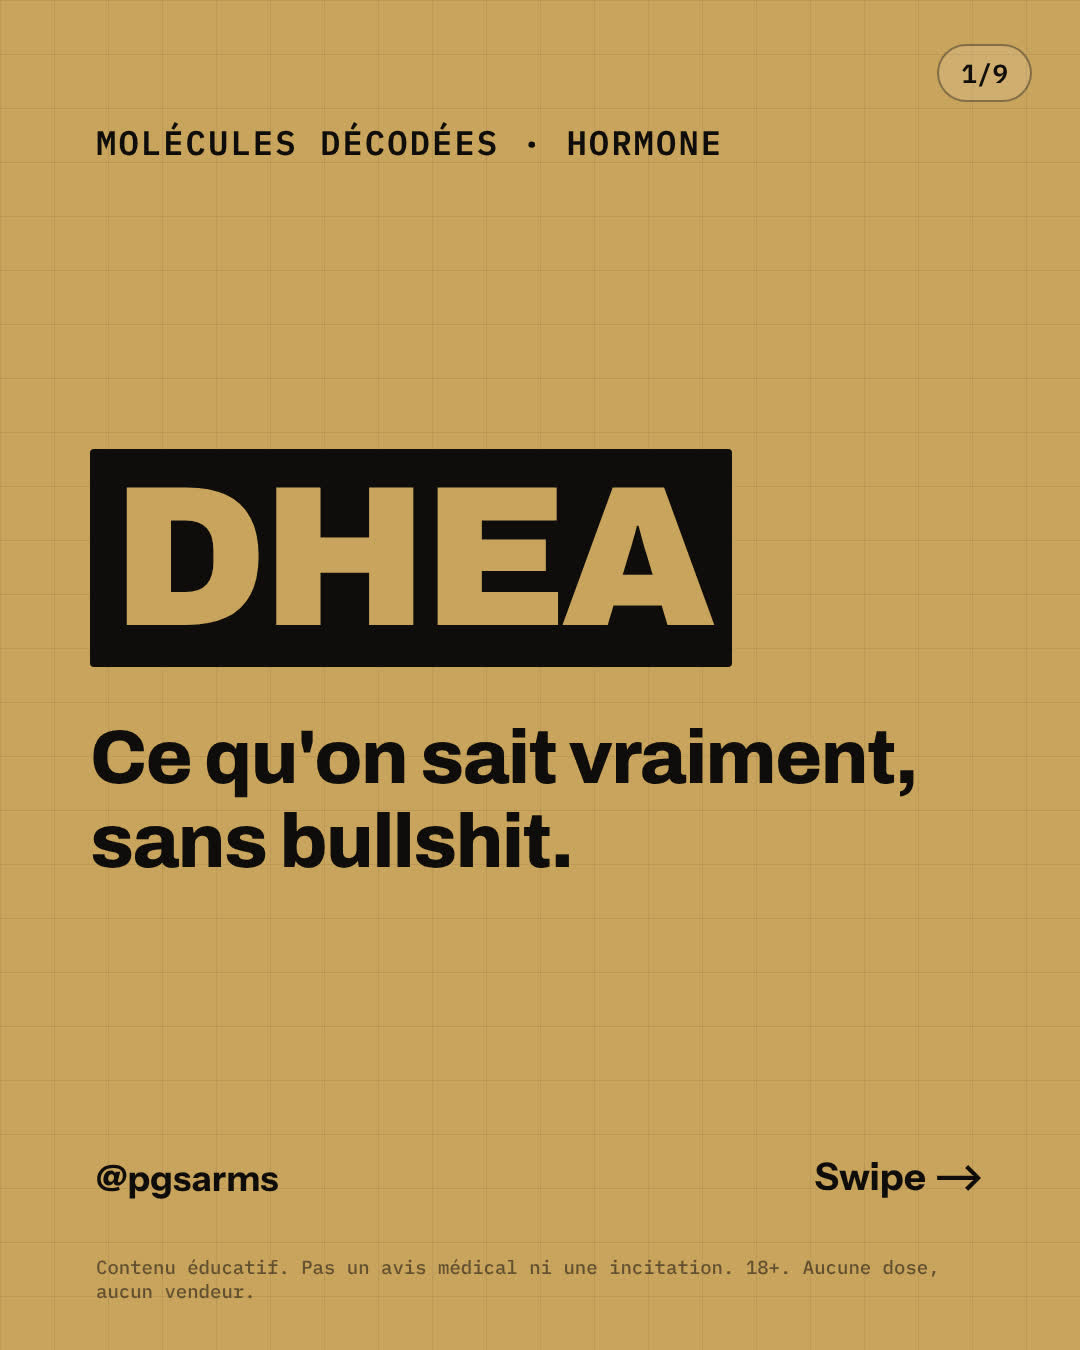 1/9
MOLÉCULES DÉCODÉES · HORMONE
DHEA
Ce qu'on sait vraiment,
sans bullshit.
@pgsarms
Swipe →
Contenu éducatif. Pas un avis médical ni une incitation. 18+. Aucune dose,
aucun vendeur.